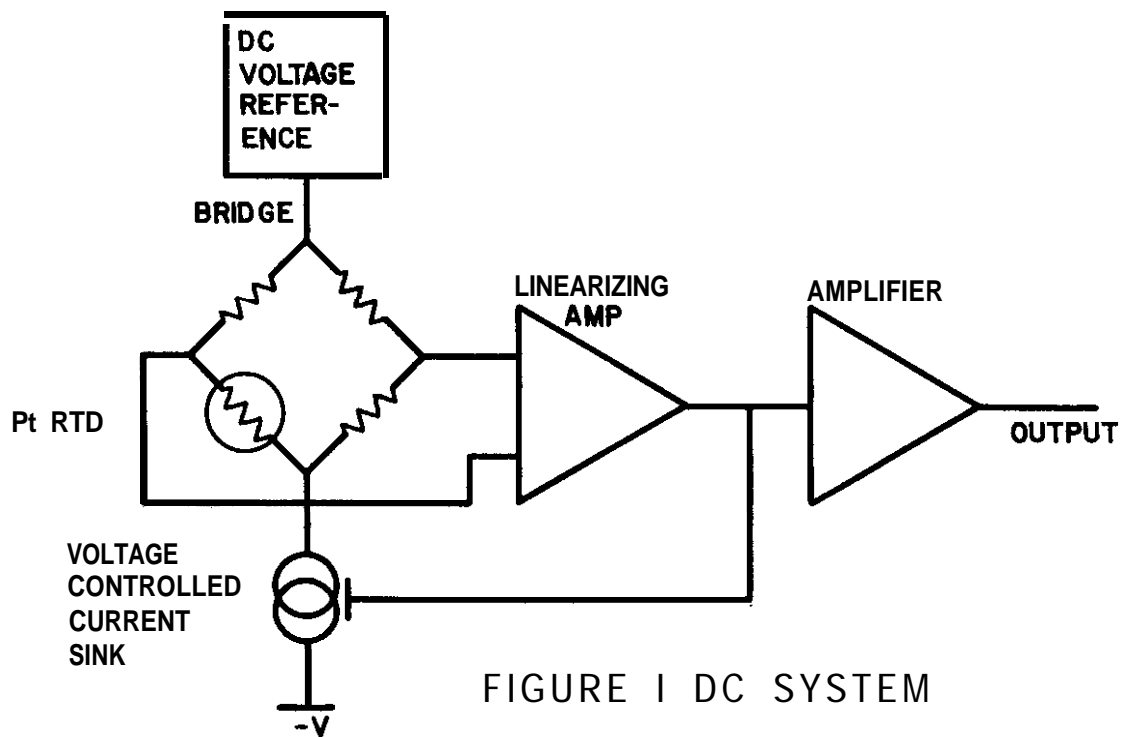 DC
VOLTAGE
REFER-
ENCE
BRIDGE
LINEARIZING
AMP
AMPLIFIER
Pt RTD
OUTPUT
VOLTAGE
CONTROLLED
CURRENT
SINK
-V
FIGURE I DC SYSTEM